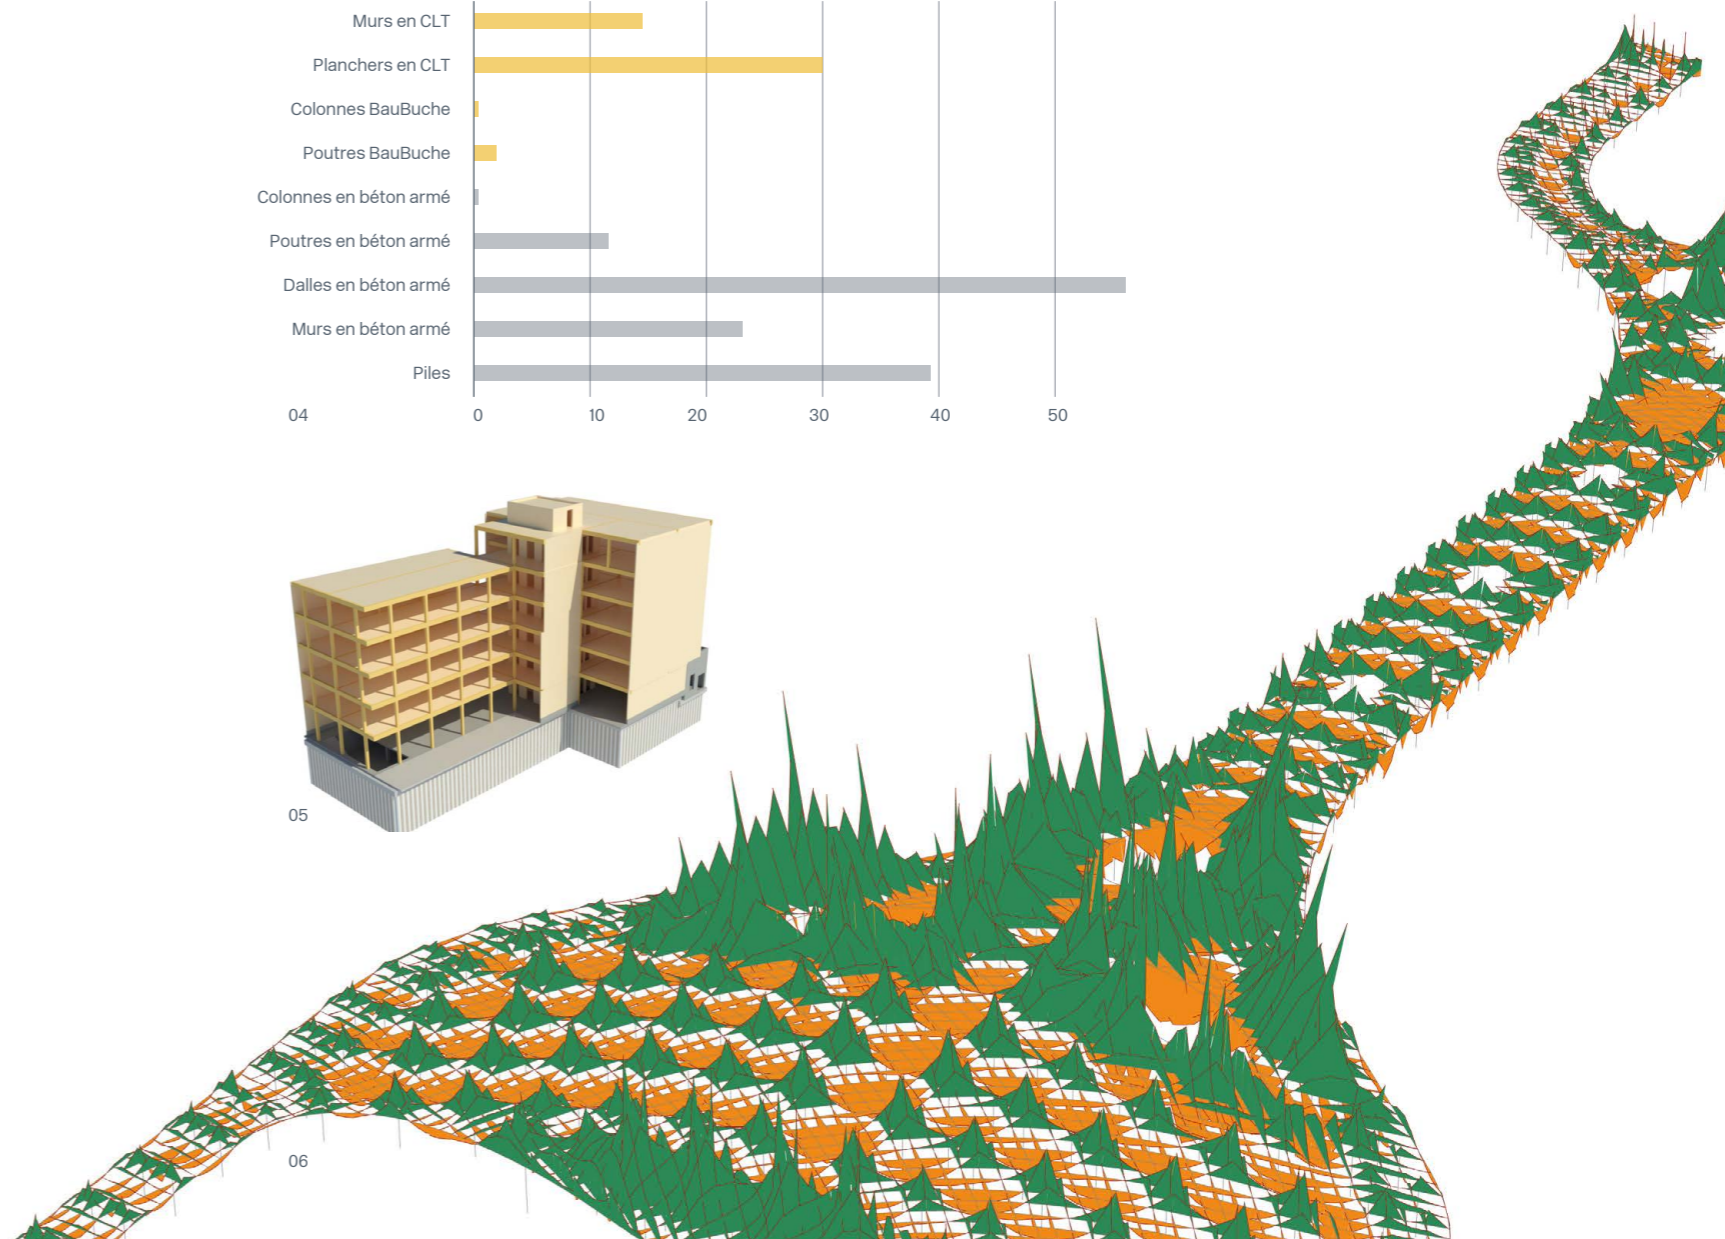 Murs en CLT
Planchers en CLT
Colonnes BauBuche
Poutres BauBuche
Colonnes en béton armé
Poutres en béton armé
Dalles en béton armé
Murs en béton armé
Piles
04 0 10 20 30 40 50
05
06